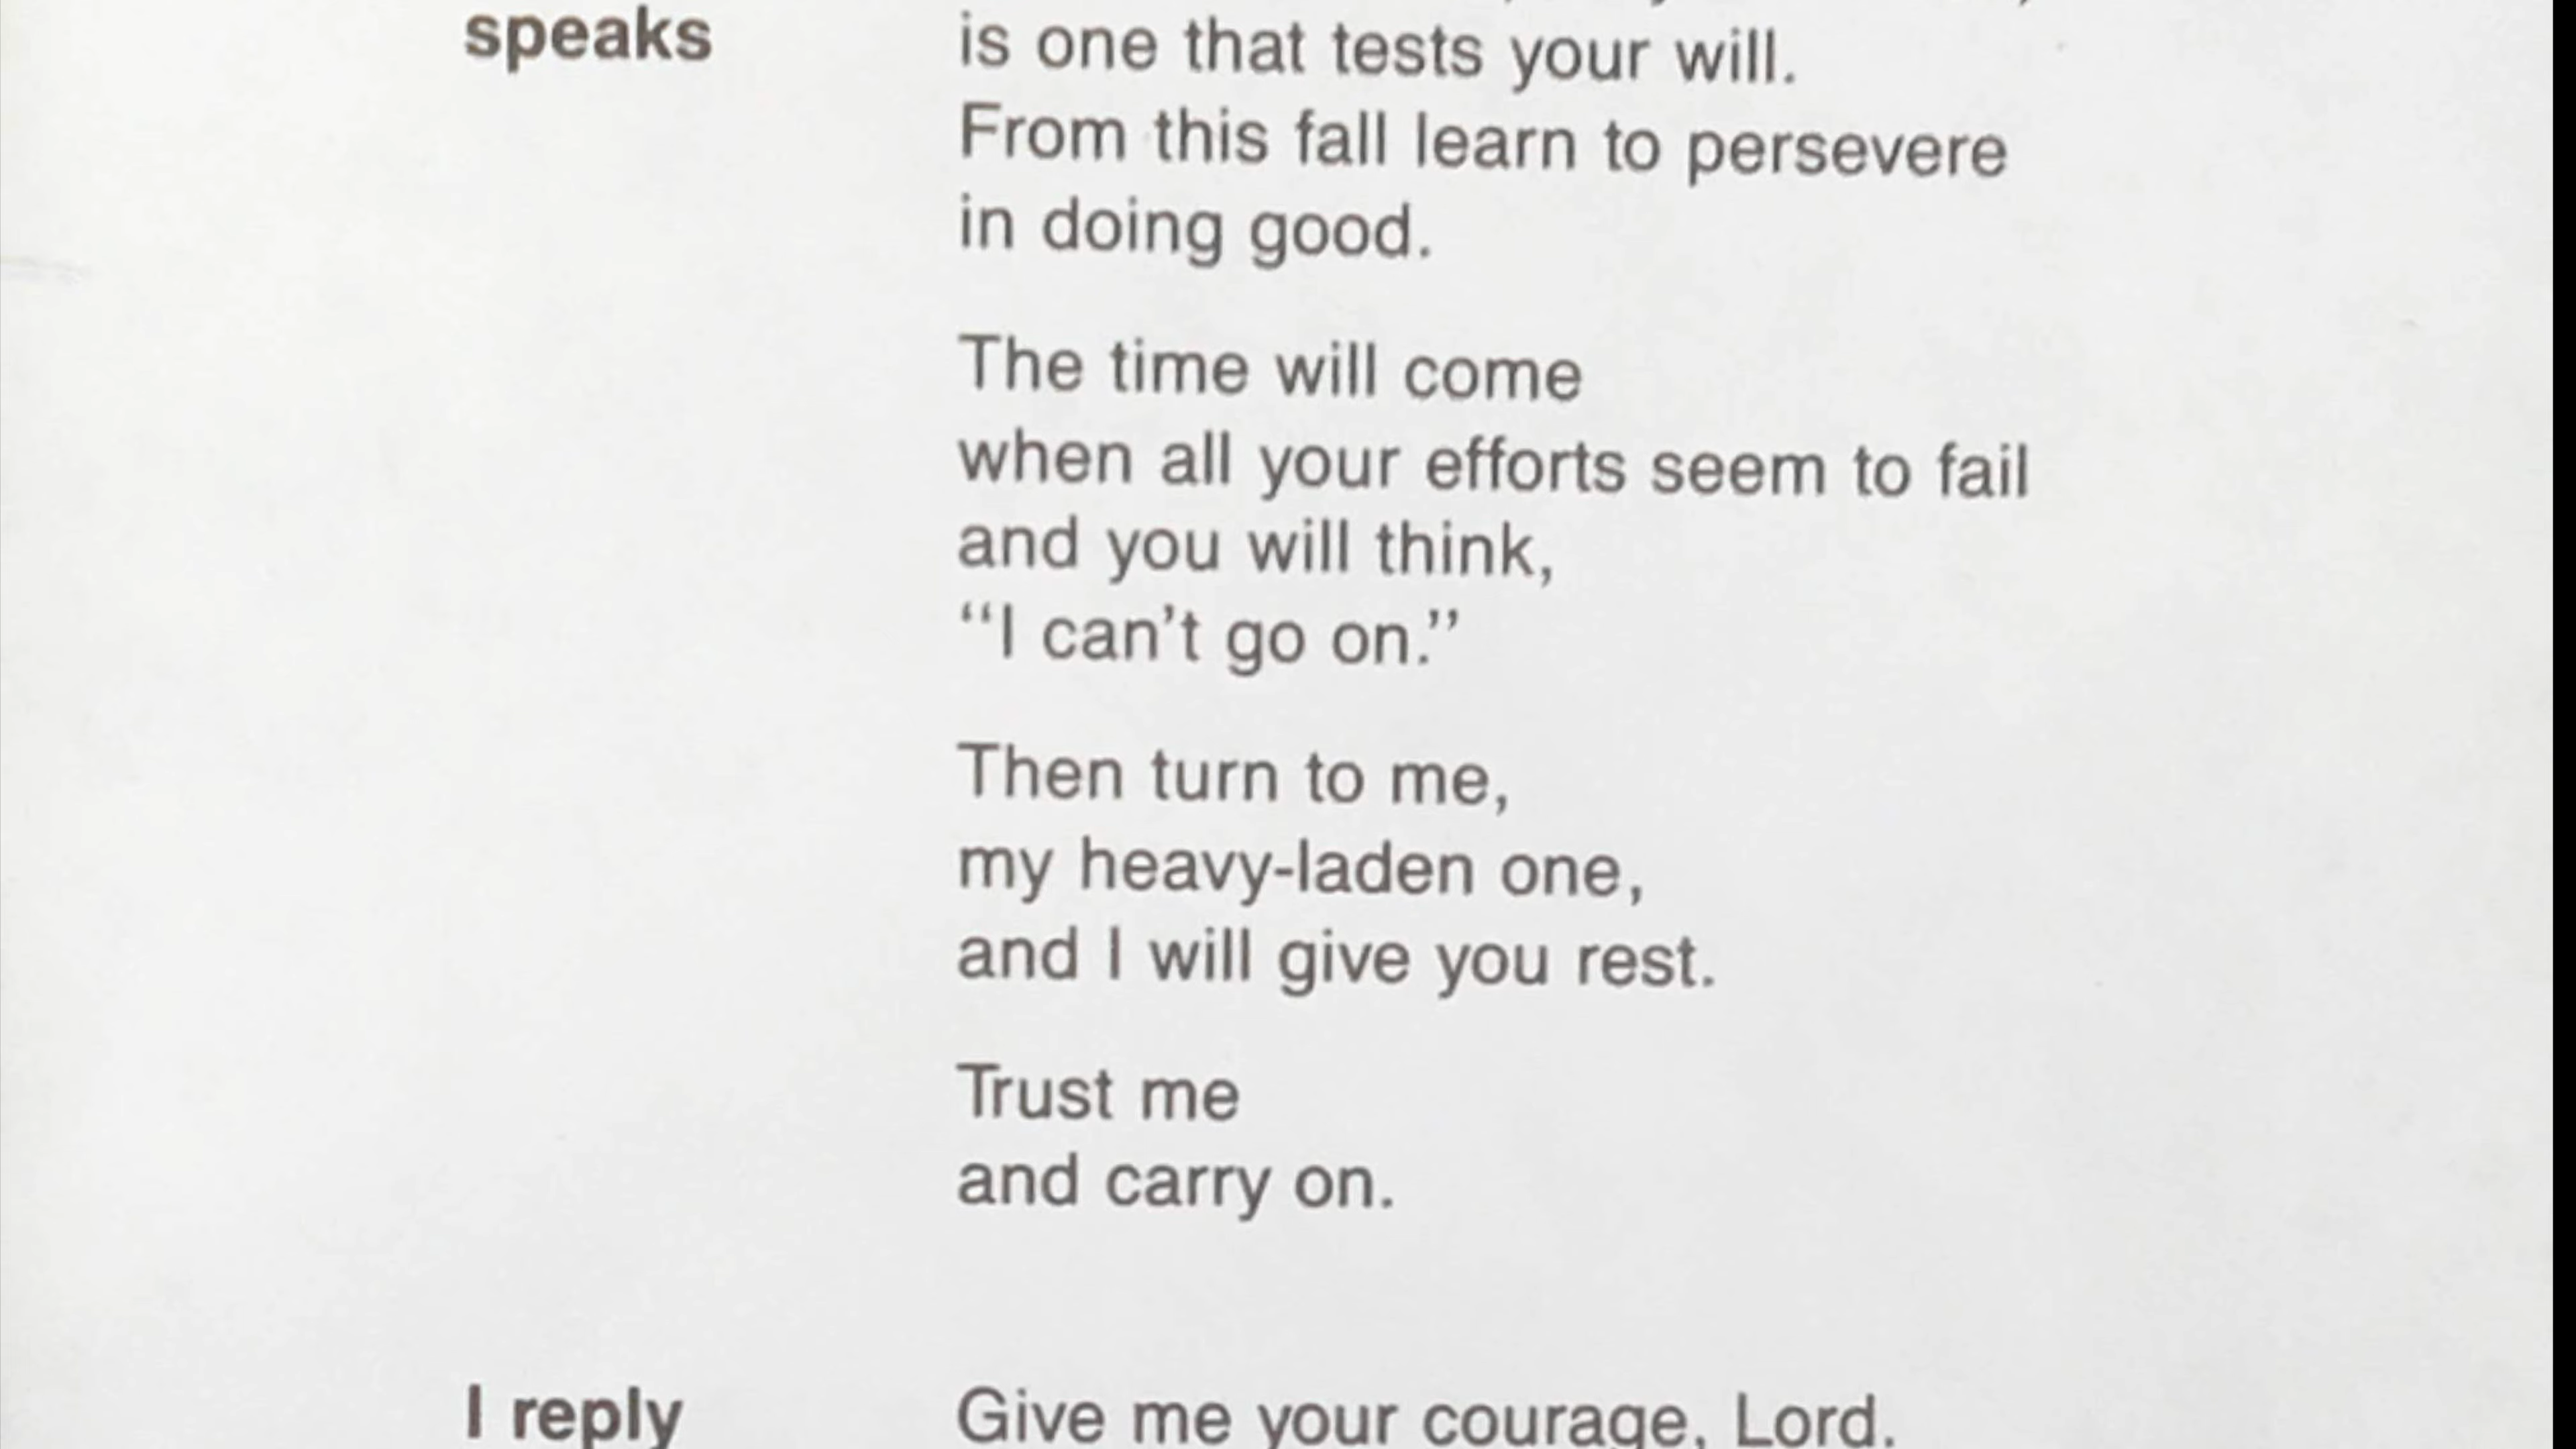 speaks
is one that tests your will.
From this fall learn to persevere
in doing good.
The time will come
when all your efforts seem to fail
and you will think,
“I can't go on.”
Then turn to me,
my heavy-laden one,
and I will give you rest.
Trust me
and carry on.
I reply
Give me your courage, Lord.